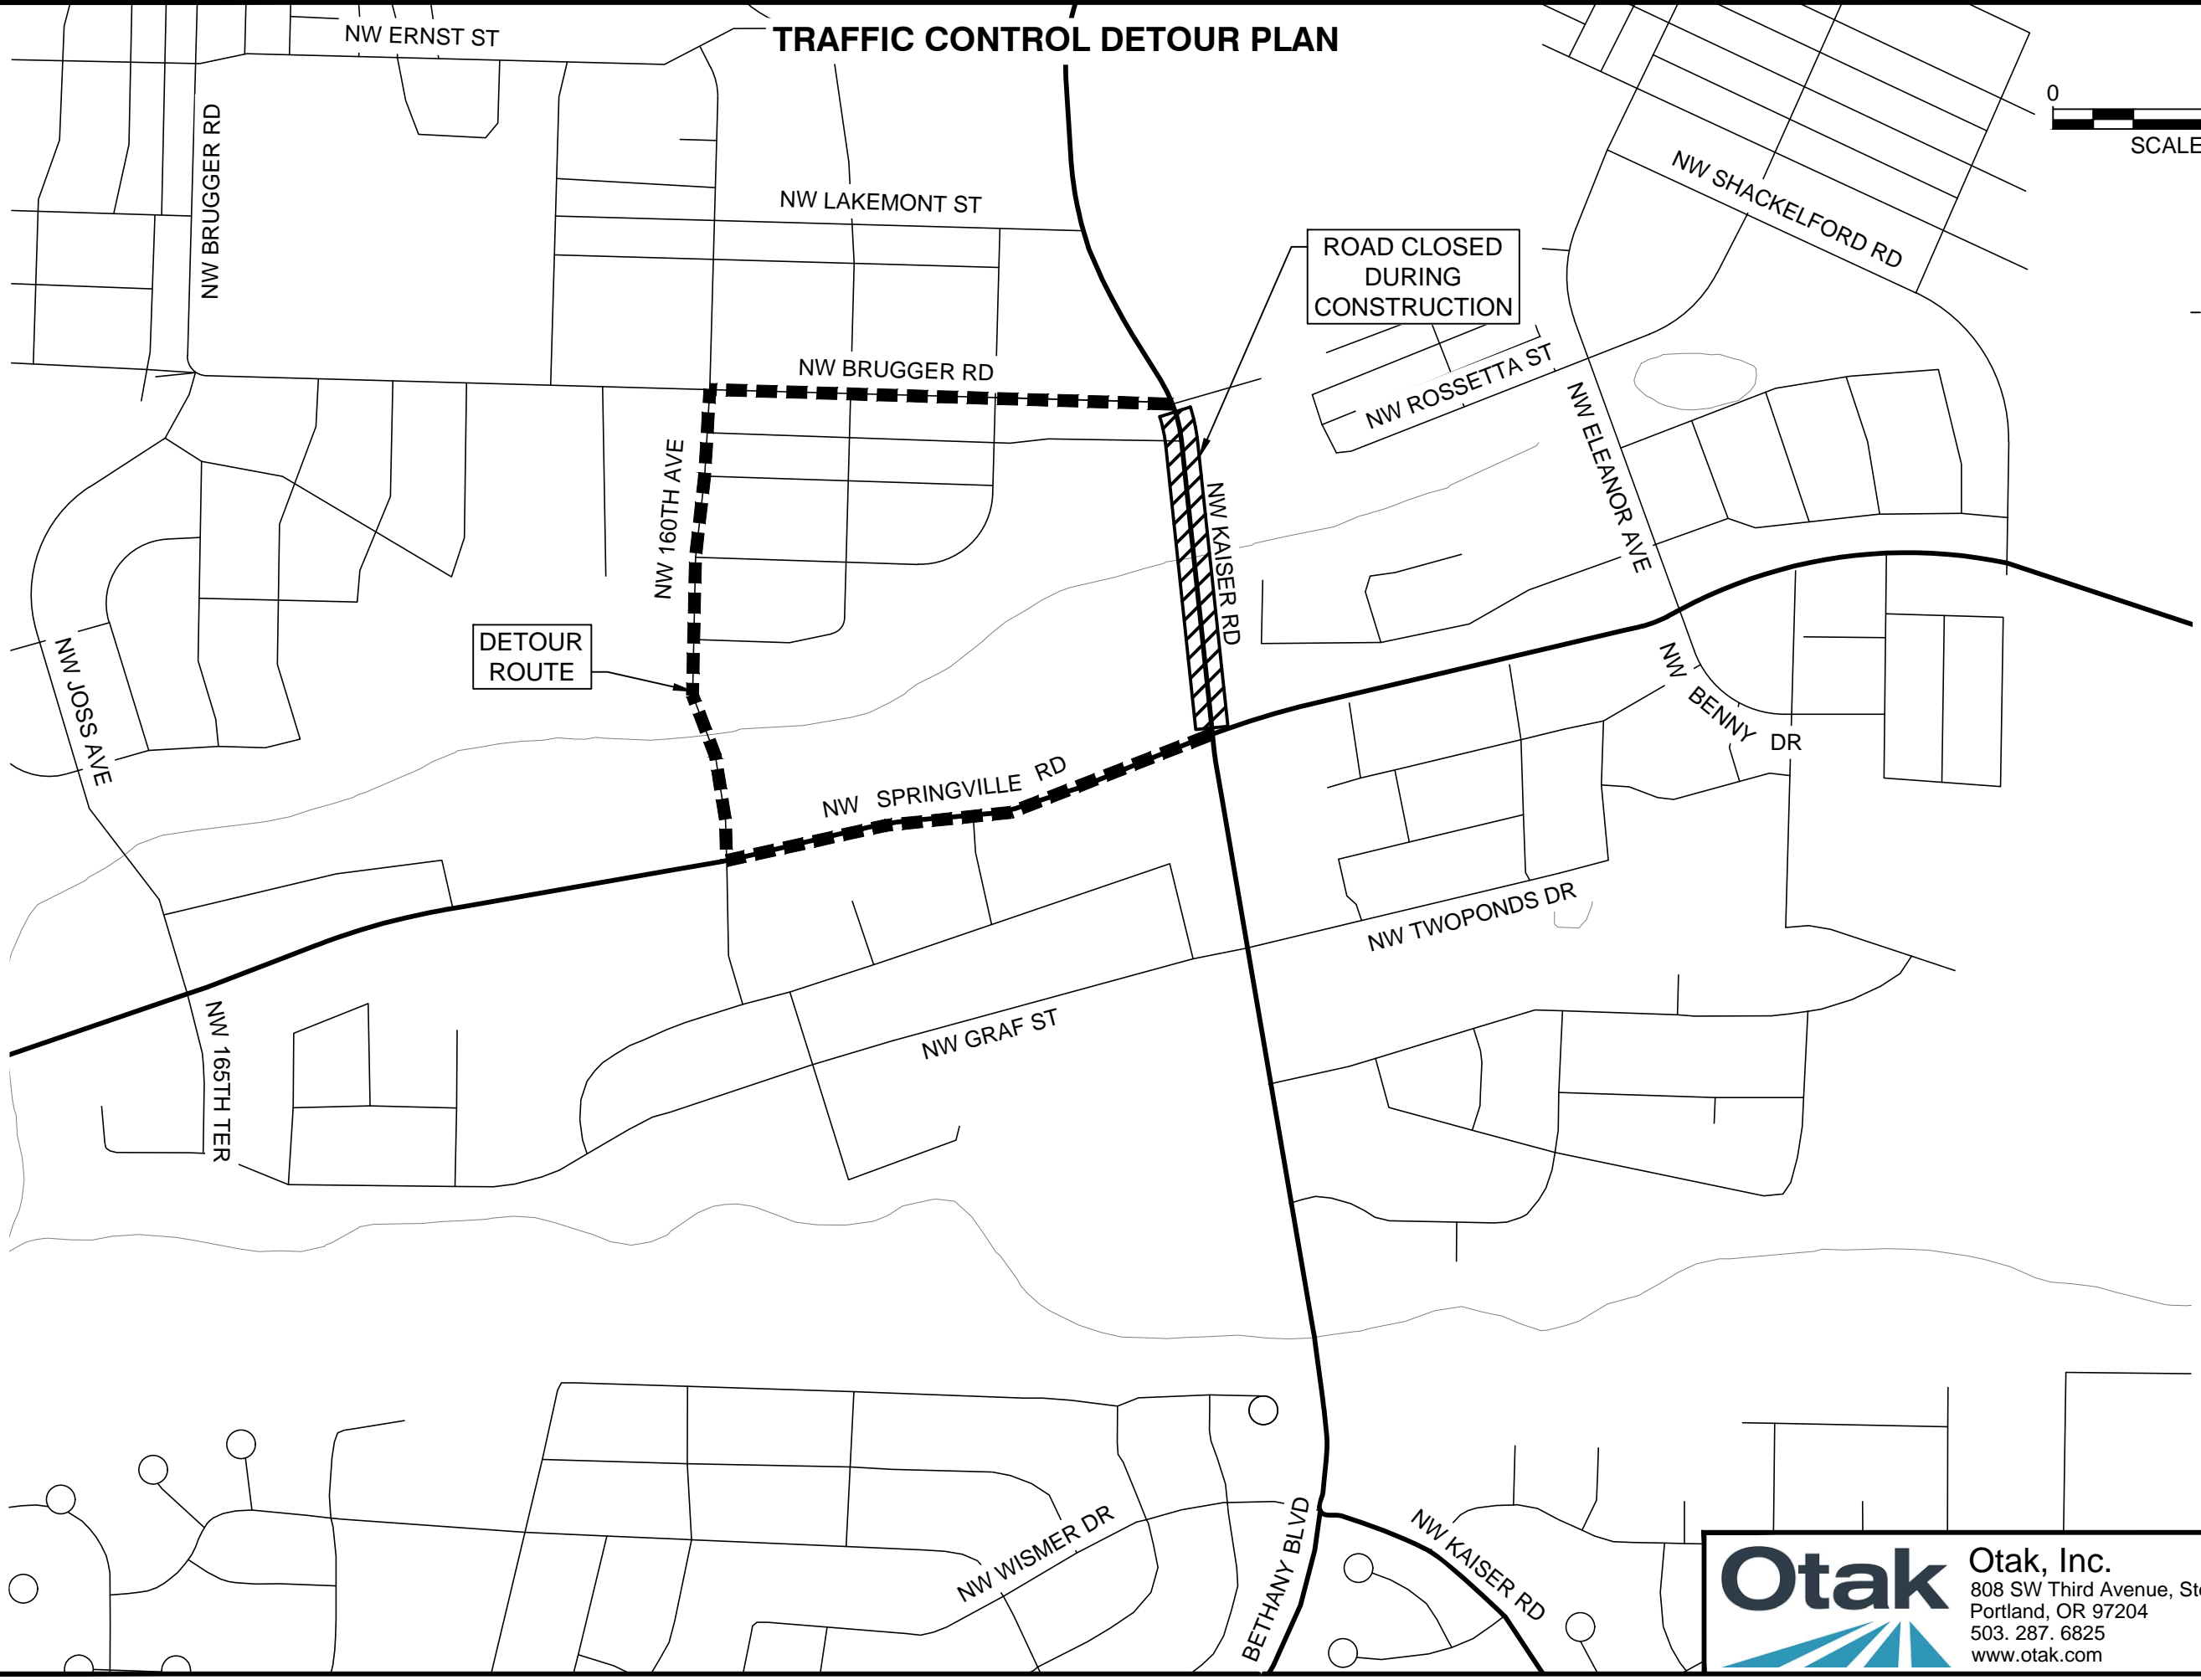 TRAFFIC CONTROL DETOUR PLAN
NW ERNST ST
0
SCALE
NW BRUGGER RD
NW SHACKELFORD RD
NW LAKEMONT ST
ROAD CLOSED
DURING
CONSTRUCTION
NW BRUGGER RD
NW ROSSETTA ST
NW ELEANOR AVE
NW 160TH AVE
NW KAISER RD
DETOUR
ROUTE
NW JOSS AVE
NW BENNY DR
NW SPRINGVILLE RD
NW TWOPONDS DR
NW GRAF ST
NW 165TH TER
NW WISMER DR
BETHANY BLVD
NW KAISER RD
Otak
Otak, Inc.
808 SW Third Avenue, Ste
Portland, OR 97204
503. 287. 6825
www.otak.com